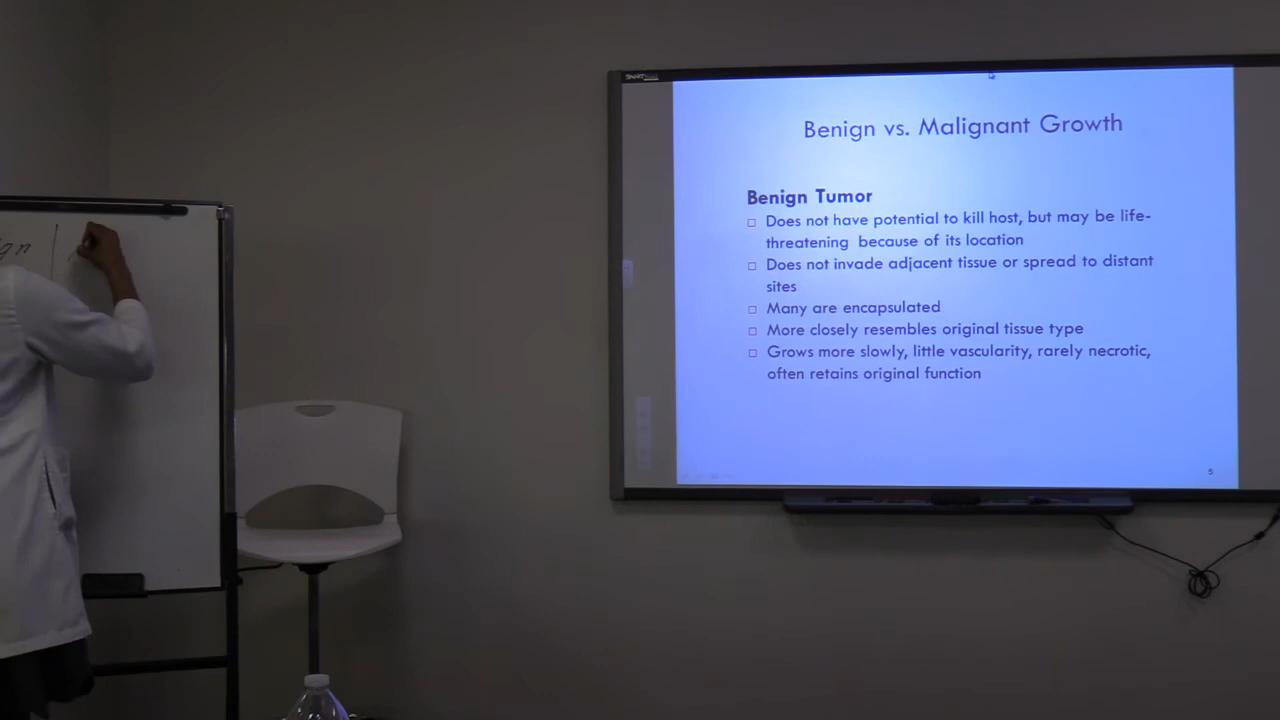 Benign vs. Malignant Growth
Benign Tumor
Does not have potential to kill host, but may be life-
threatening because of its location
Does not invade adjacent tissue or spread to distant
sites
Many are encapsulated
More closely resembles original tissue type
Grows more slowly, little vascularity, rarely necrotic,
often retains original function
5